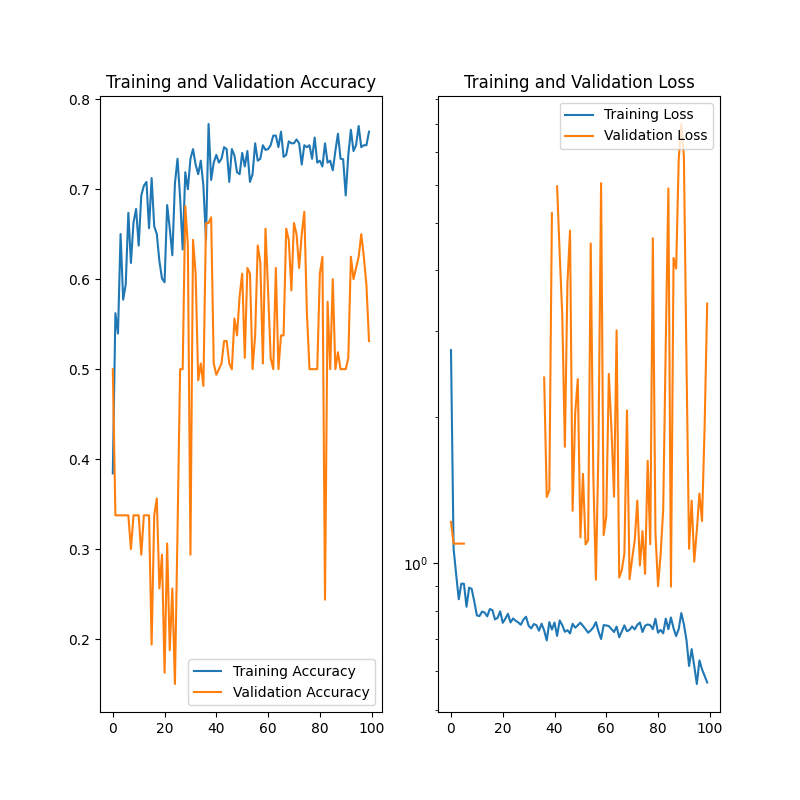 Training and Validation Accuracy
0.8
0.7
0.6
0.5
0.4
0.3
0.2
0 20 40 60 80 100
Training Accuracy
Validation Accuracy
Training and Validation Loss
10^0
0 20 40 60 80 100
Training Loss
Validation Loss